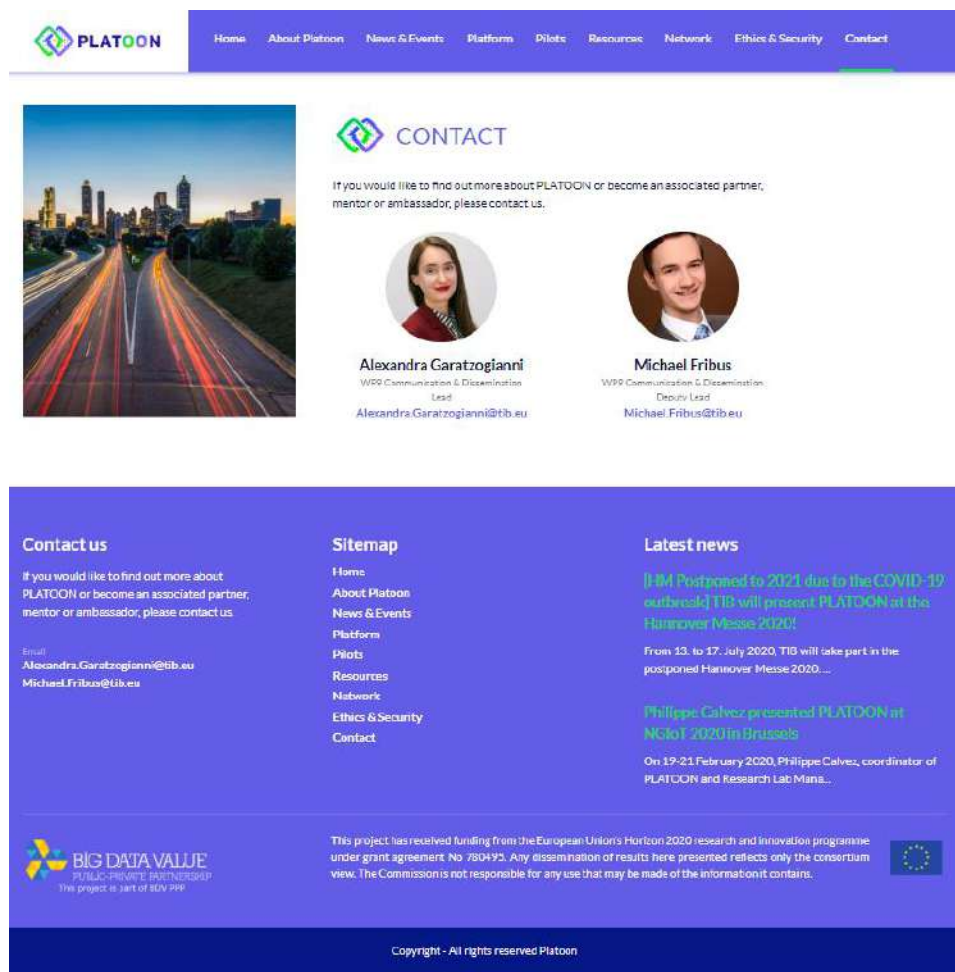 PLATOON
Home About Platoon News & Events Platform Pilots Resources Network Ethics & Security Contact
CONTACT
If you would like to find out more about PLATOON or become an associated partner,
mentor or ambassador, please contact us.
Alexandra Garatzogianni
WP9 Communication & Dissemination
Lead
Alexandra.Garatzogianni@tib.eu
Michael Fribus
WP9 Communication & Dissemination
Deputy Lead
Michael.Fribus@tib.eu
Contact us
If you would like to find out more about
PLATOON or become an associated partner,
mentor or ambassador, please contact us.
Email
Alexandra.Garatzogianni@tib.eu
Michael.Fribus@tib.eu
Sitemap
Home
About Platoon
News & Events
Platform
Pilots
Resources
Network
Ethics & Security
Contact
Latest news
[HM Postponed to 2021 due to the COVID-19
outbreak] TIB will present PLATOON at the
Hannover Messe 2020!
From 13. to 17. July 2020, TIB will take part in the
postponed Hannover Messe 2020....
Philippe Calvez presented PLATOON at
NGIoT 2020 in Brussels
On 19-21 February 2020, Philippe Calvez, coordinator of
PLATOON and Research Lab Mana...
BIG DATA VALUE
PUBLIC-PRIVATE PARTNERSHIP
This project is part of BDV PPP
This project has received funding from the European Union's Horizon 2020 research and innovation programme
under grant agreement No 780495. Any dissemination of results here presented reflects only the consortium
view. The Commission is not responsible for any use that may be made of the information it contains.
Copyright - All rights reserved Platoon